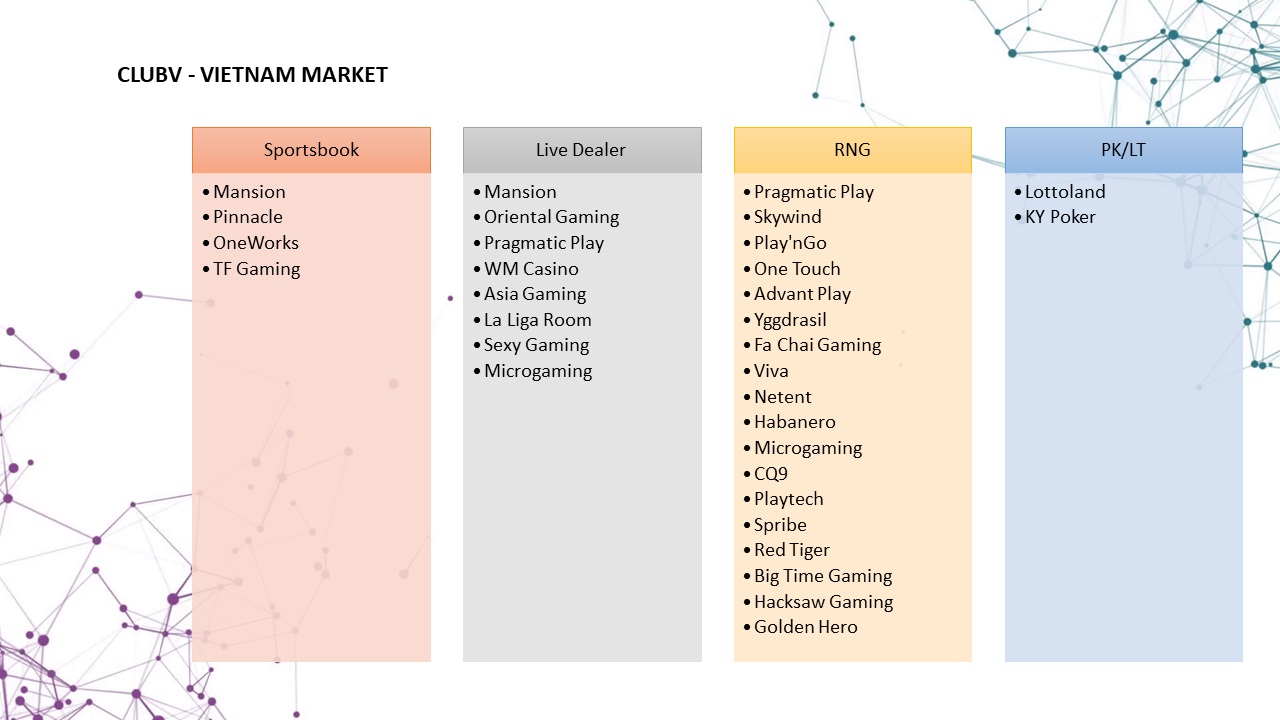 CLUBV - VIETNAM MARKET
Sportsbook
• Mansion
• Pinnacle
• OneWorks
• TF Gaming
Live Dealer
• Mansion
• Oriental Gaming
• Pragmatic Play
• WM Casino
• Asia Gaming
• La Liga Room
• Sexy Gaming
• Microgaming
RNG
• Pragmatic Play
• Skywind
• Play'nGo
• One Touch
• Advant Play
• Yggdrasil
• Fa Chai Gaming
• Viva
• Netent
• Habanero
• Microgaming
• CQ9
• Playtech
• Spribe
• Red Tiger
• Big Time Gaming
• Hacksaw Gaming
• Golden Hero
PK/LT
• Lottoland
• KY Poker